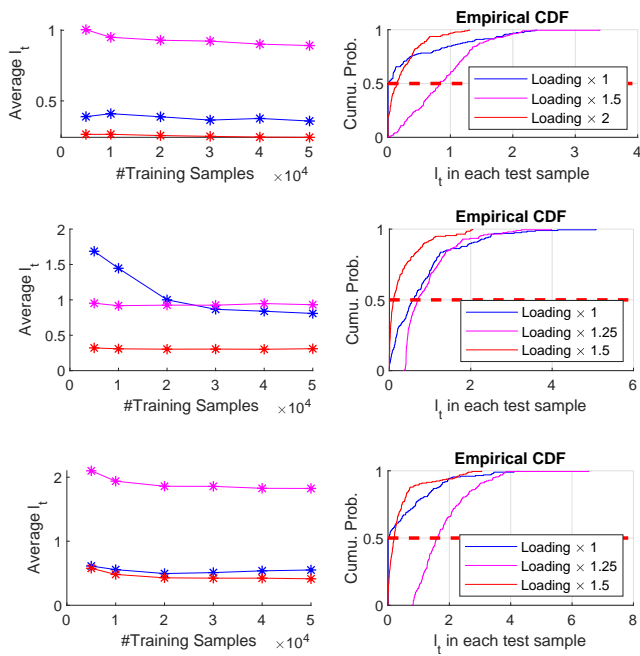 Average I_t
1
0.5
0 1 2 3 4 5
#Training Samples ×10^4
Empirical CDF
Cumu. Prob.
1
0.5
0
0 2 4
Loading × 1
Loading × 1.5
Loading × 2
I_t in each test sample
Average I_t
2
1.5
1
0.5
0
0 1 2 3 4 5
#Training Samples ×10^4
Empirical CDF
Cumu. Prob.
1
0.5
0
0 2 4 6
Loading × 1
Loading × 1.25
Loading × 1.5
I_t in each test sample
Average I_t
2
1
0
0 1 2 3 4 5
#Training Samples ×10^4
Empirical CDF
Cumu. Prob.
1
0.5
0
0 2 4 6 8
Loading × 1
Loading × 1.25
Loading × 1.5
I_t in each test sample